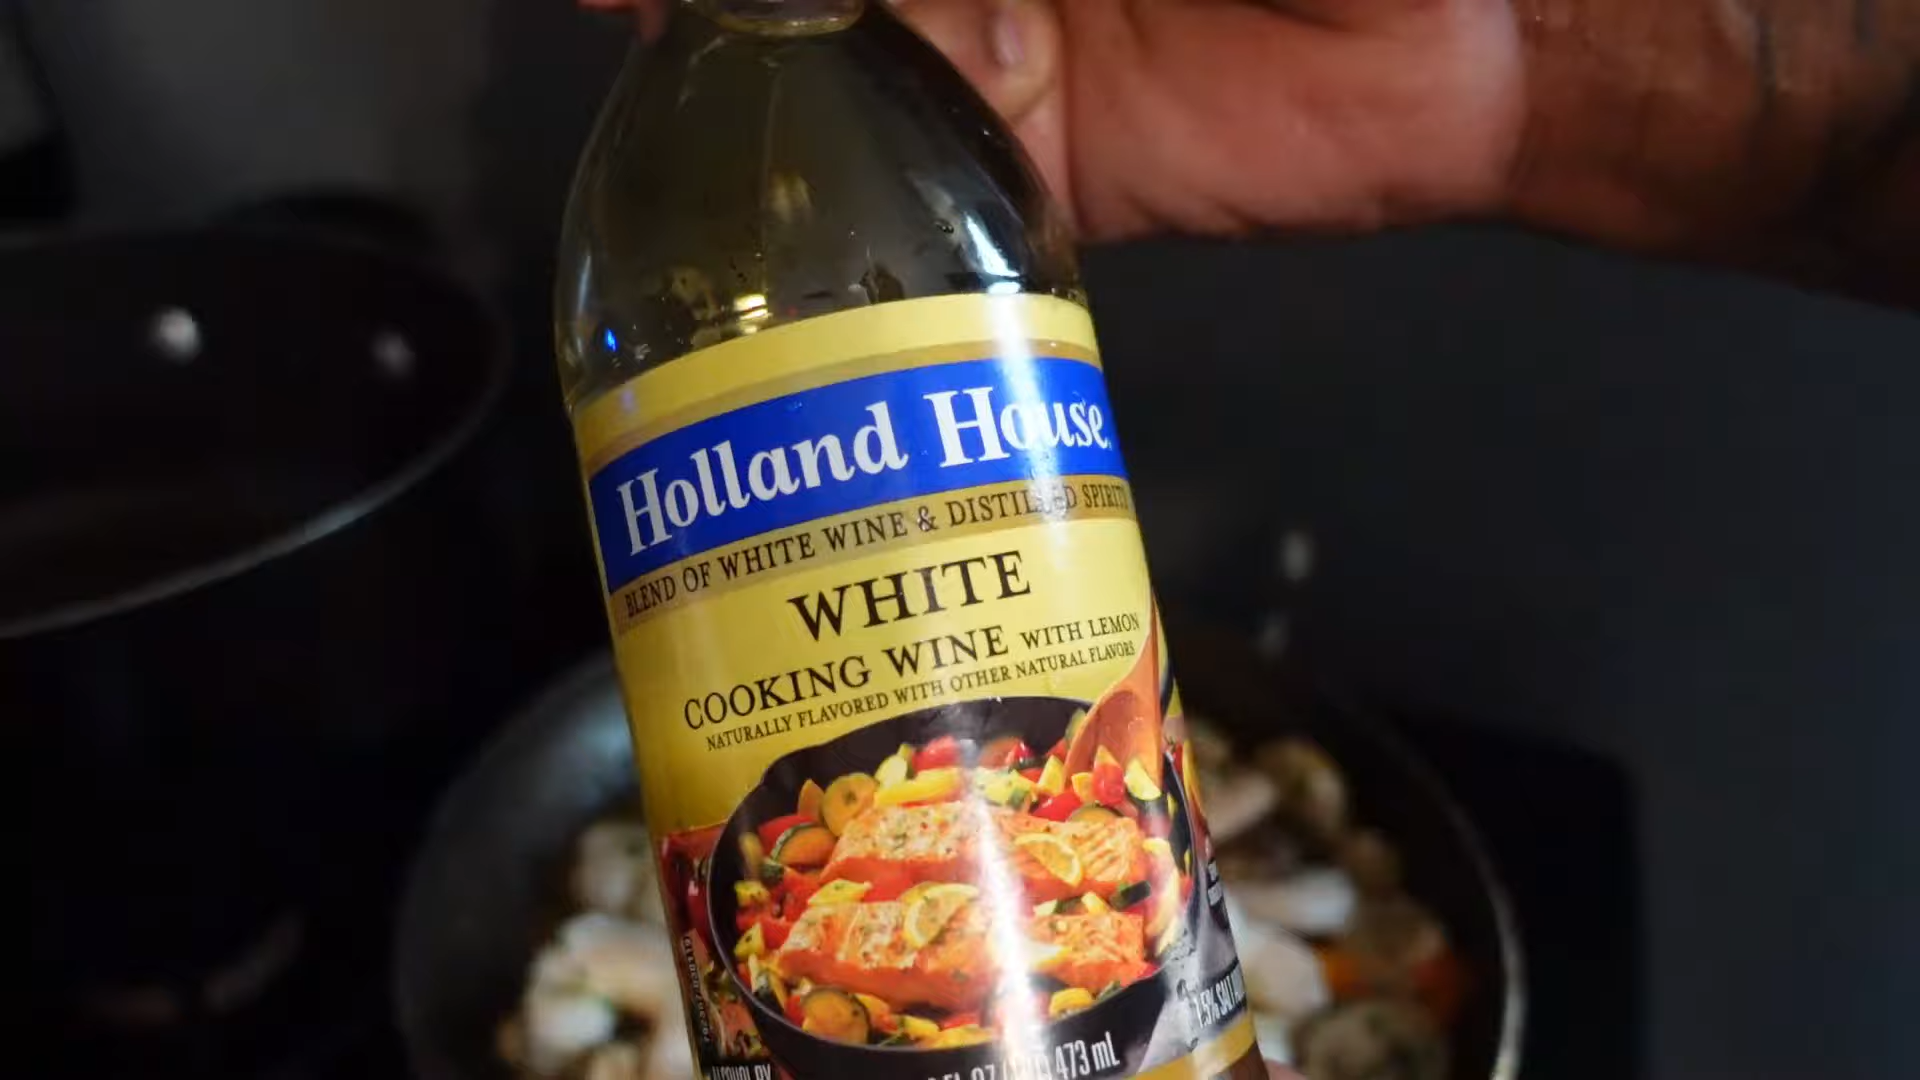 Holland House
BLEND OF WHITE WINE & DISTILLED SPIRITS
WHITE
COOKING WINE WITH LEMON
NATURALLY FLAVORED WITH OTHER NATURAL FLAVORS
473 mL